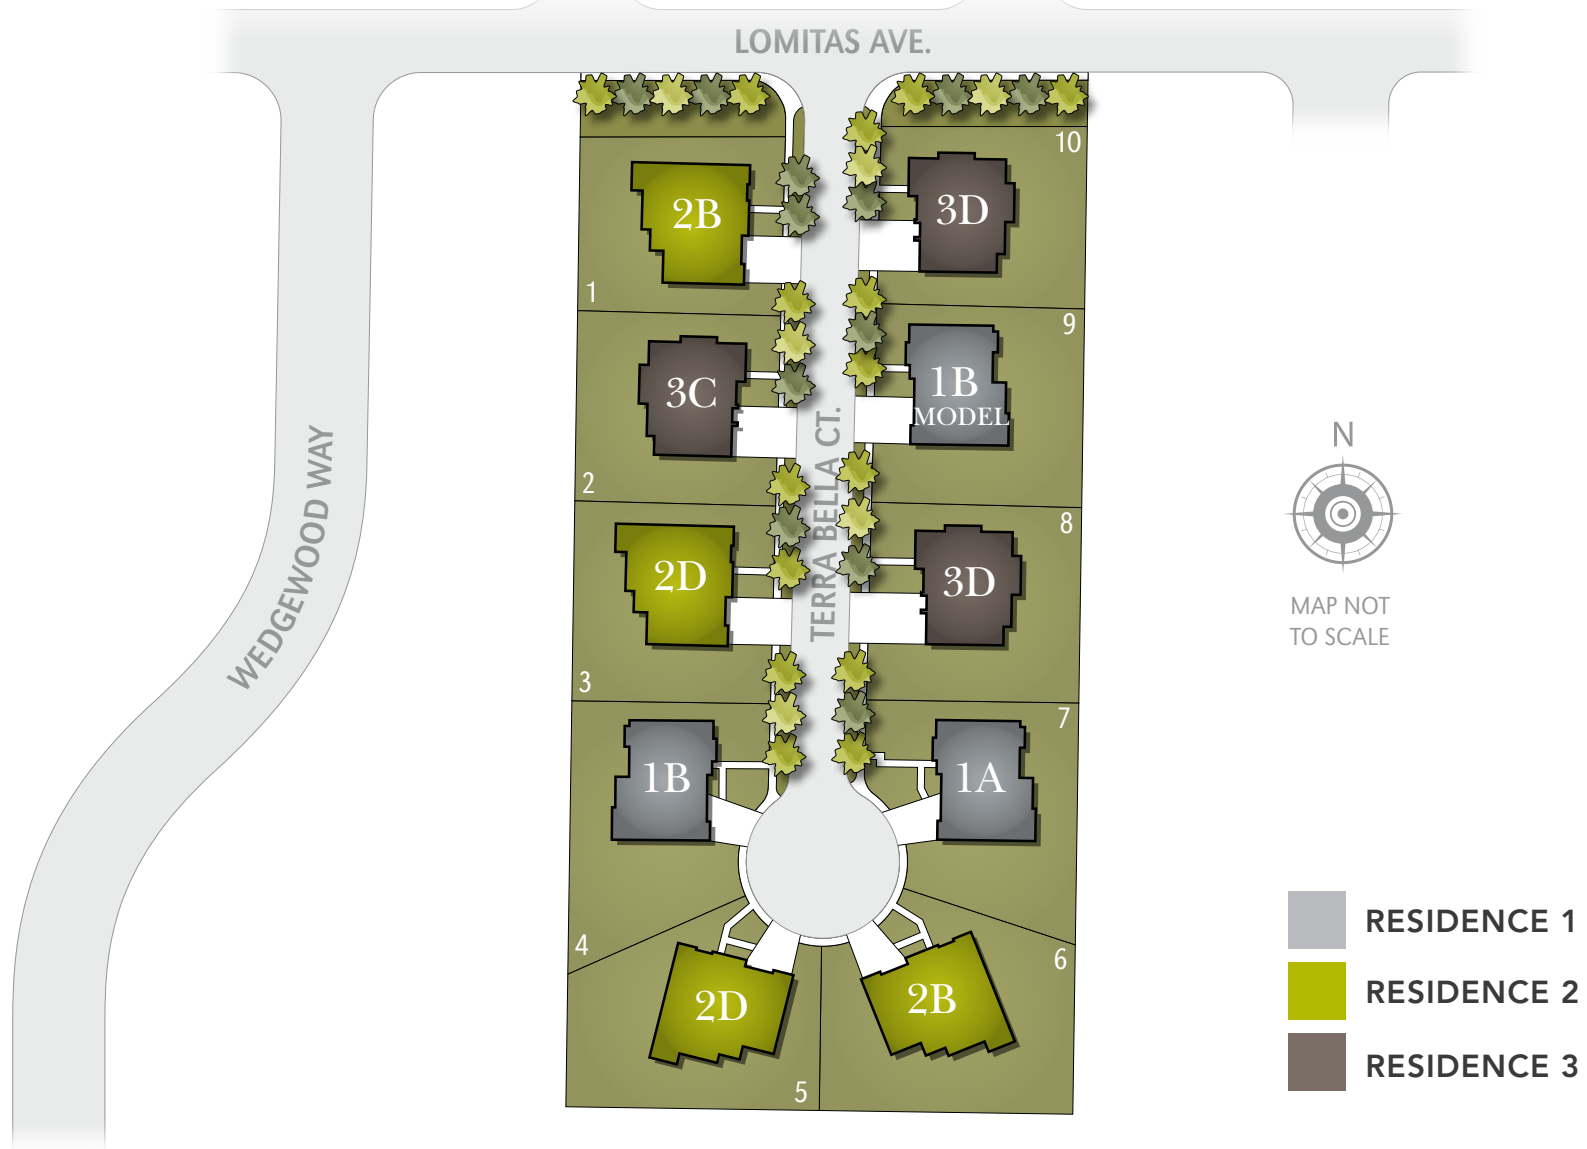 LOMITAS AVE.
10
2B
3D
1
9
3C
1B
MODEL
2
8
2D
3D
TERRA BELLA CT.
WEDGEWOOD WAY
3
7
1B
1A
4
6
2D
2B
5
N
MAP NOT
TO SCALE
RESIDENCE 1
RESIDENCE 2
RESIDENCE 3